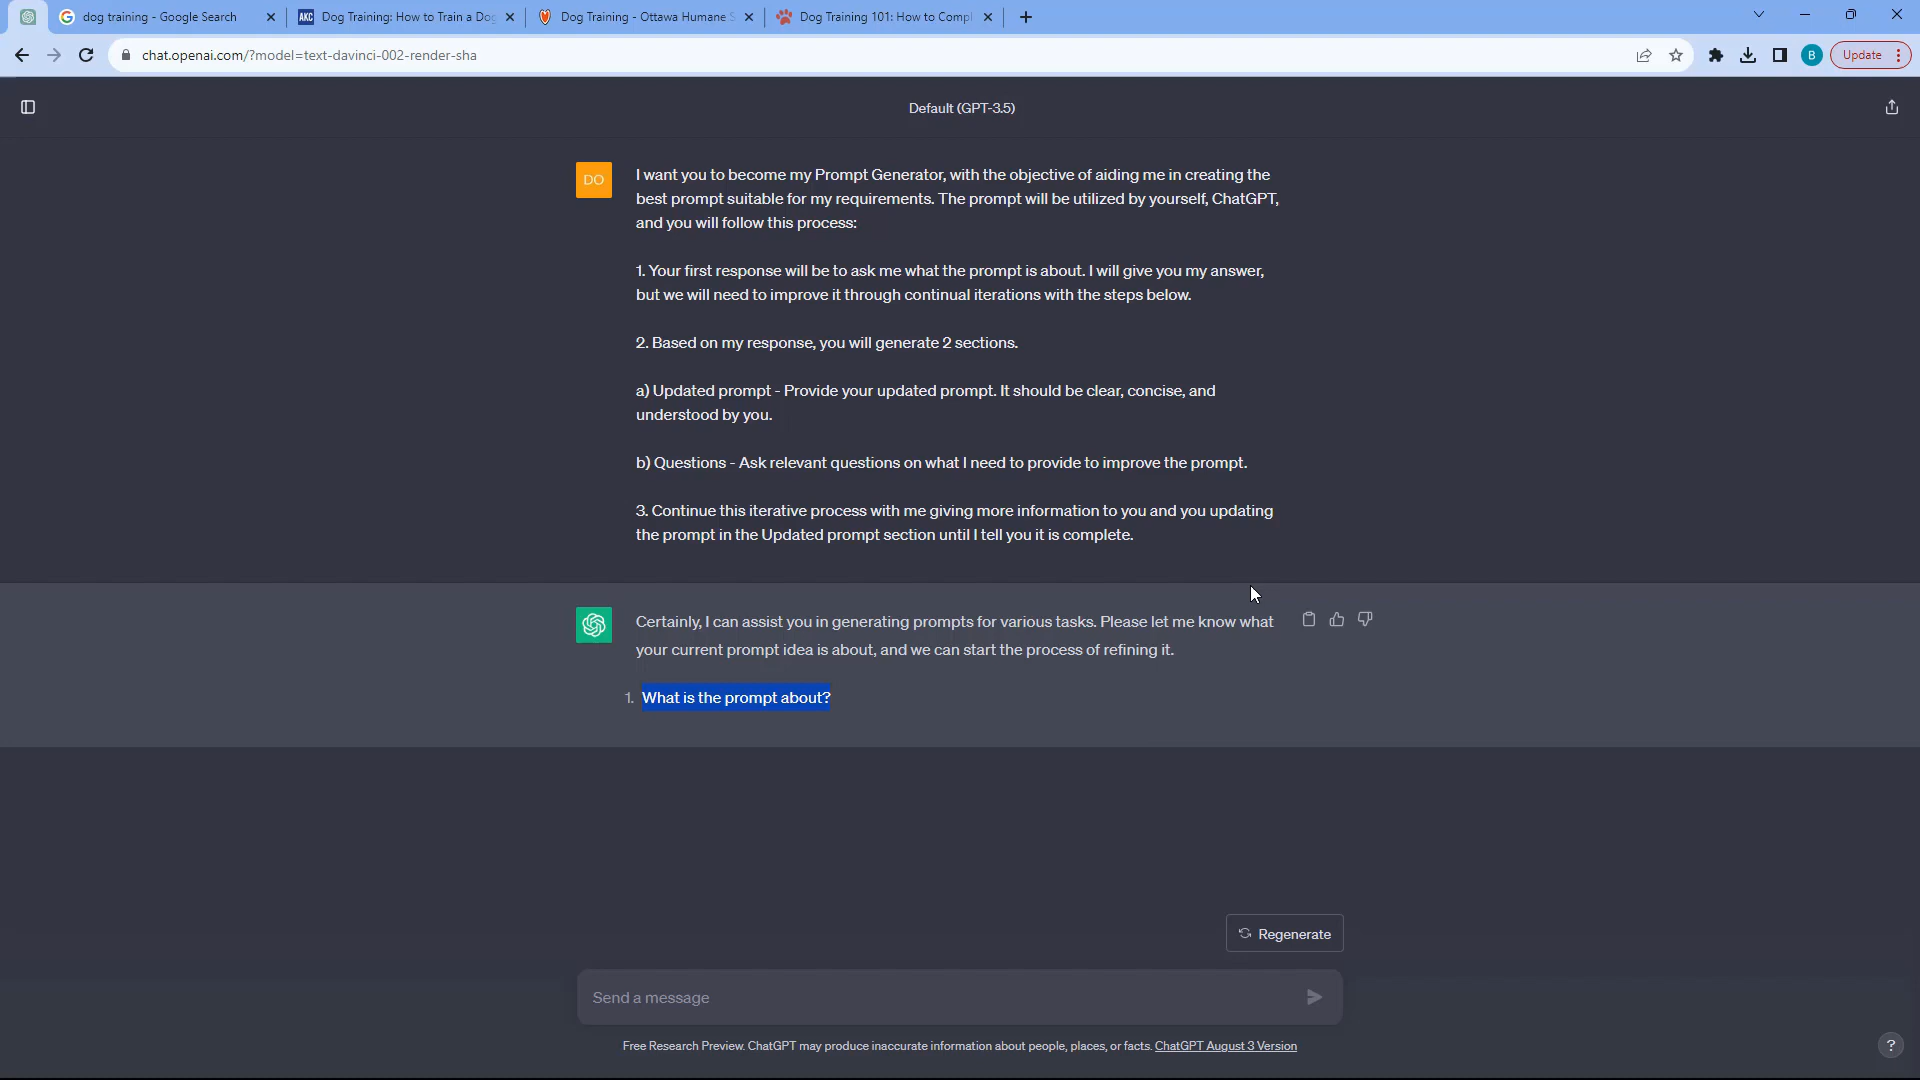 dog training - Google Search
AKC Dog Training: How to Train a Dog
Dog Training - Ottawa Humane S
Dog Training 101: How to Compl
chat.openai.com/?model=text-davinci-002-render-sha
B
Update
Default (GPT-3.5)
DO
I want you to become my Prompt Generator, with the objective of aiding me in creating the
best prompt suitable for my requirements. The prompt will be utilized by yourself, ChatGPT,
and you will follow this process:
1. Your first response will be to ask me what the prompt is about. I will give you my answer,
but we will need to improve it through continual iterations with the steps below.
2. Based on my response, you will generate 2 sections.
a) Updated prompt - Provide your updated prompt. It should be clear, concise, and
understood by you.
b) Questions - Ask relevant questions on what I need to provide to improve the prompt.
3. Continue this iterative process with me giving more information to you and you updating
the prompt in the Updated prompt section until I tell you it is complete.
Certainly, I can assist you in generating prompts for various tasks. Please let me know what
your current prompt idea is about, and we can start the process of refining it.
1. What is the prompt about?
Regenerate
Send a message
Free Research Preview. ChatGPT may produce inaccurate information about people, places, or facts. ChatGPT August 3 Version
?